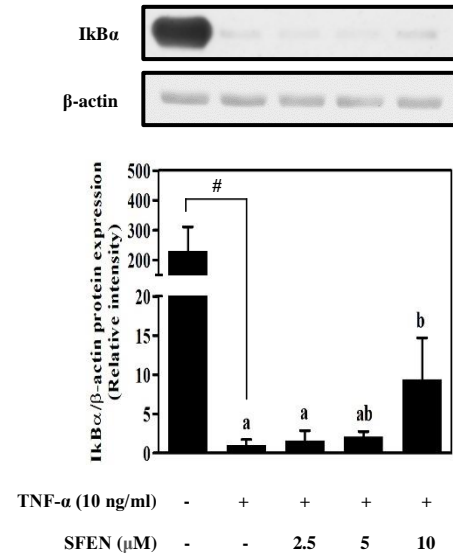 IkBα
β-actin
IkBα/β-actin protein expression
(Relative intensity)
500
400
300
200
20
15
10
5
0
#
a
a
ab
b
TNF-α (10 ng/ml) - + + + +
SFEN (μM) - - 2.5 5 10